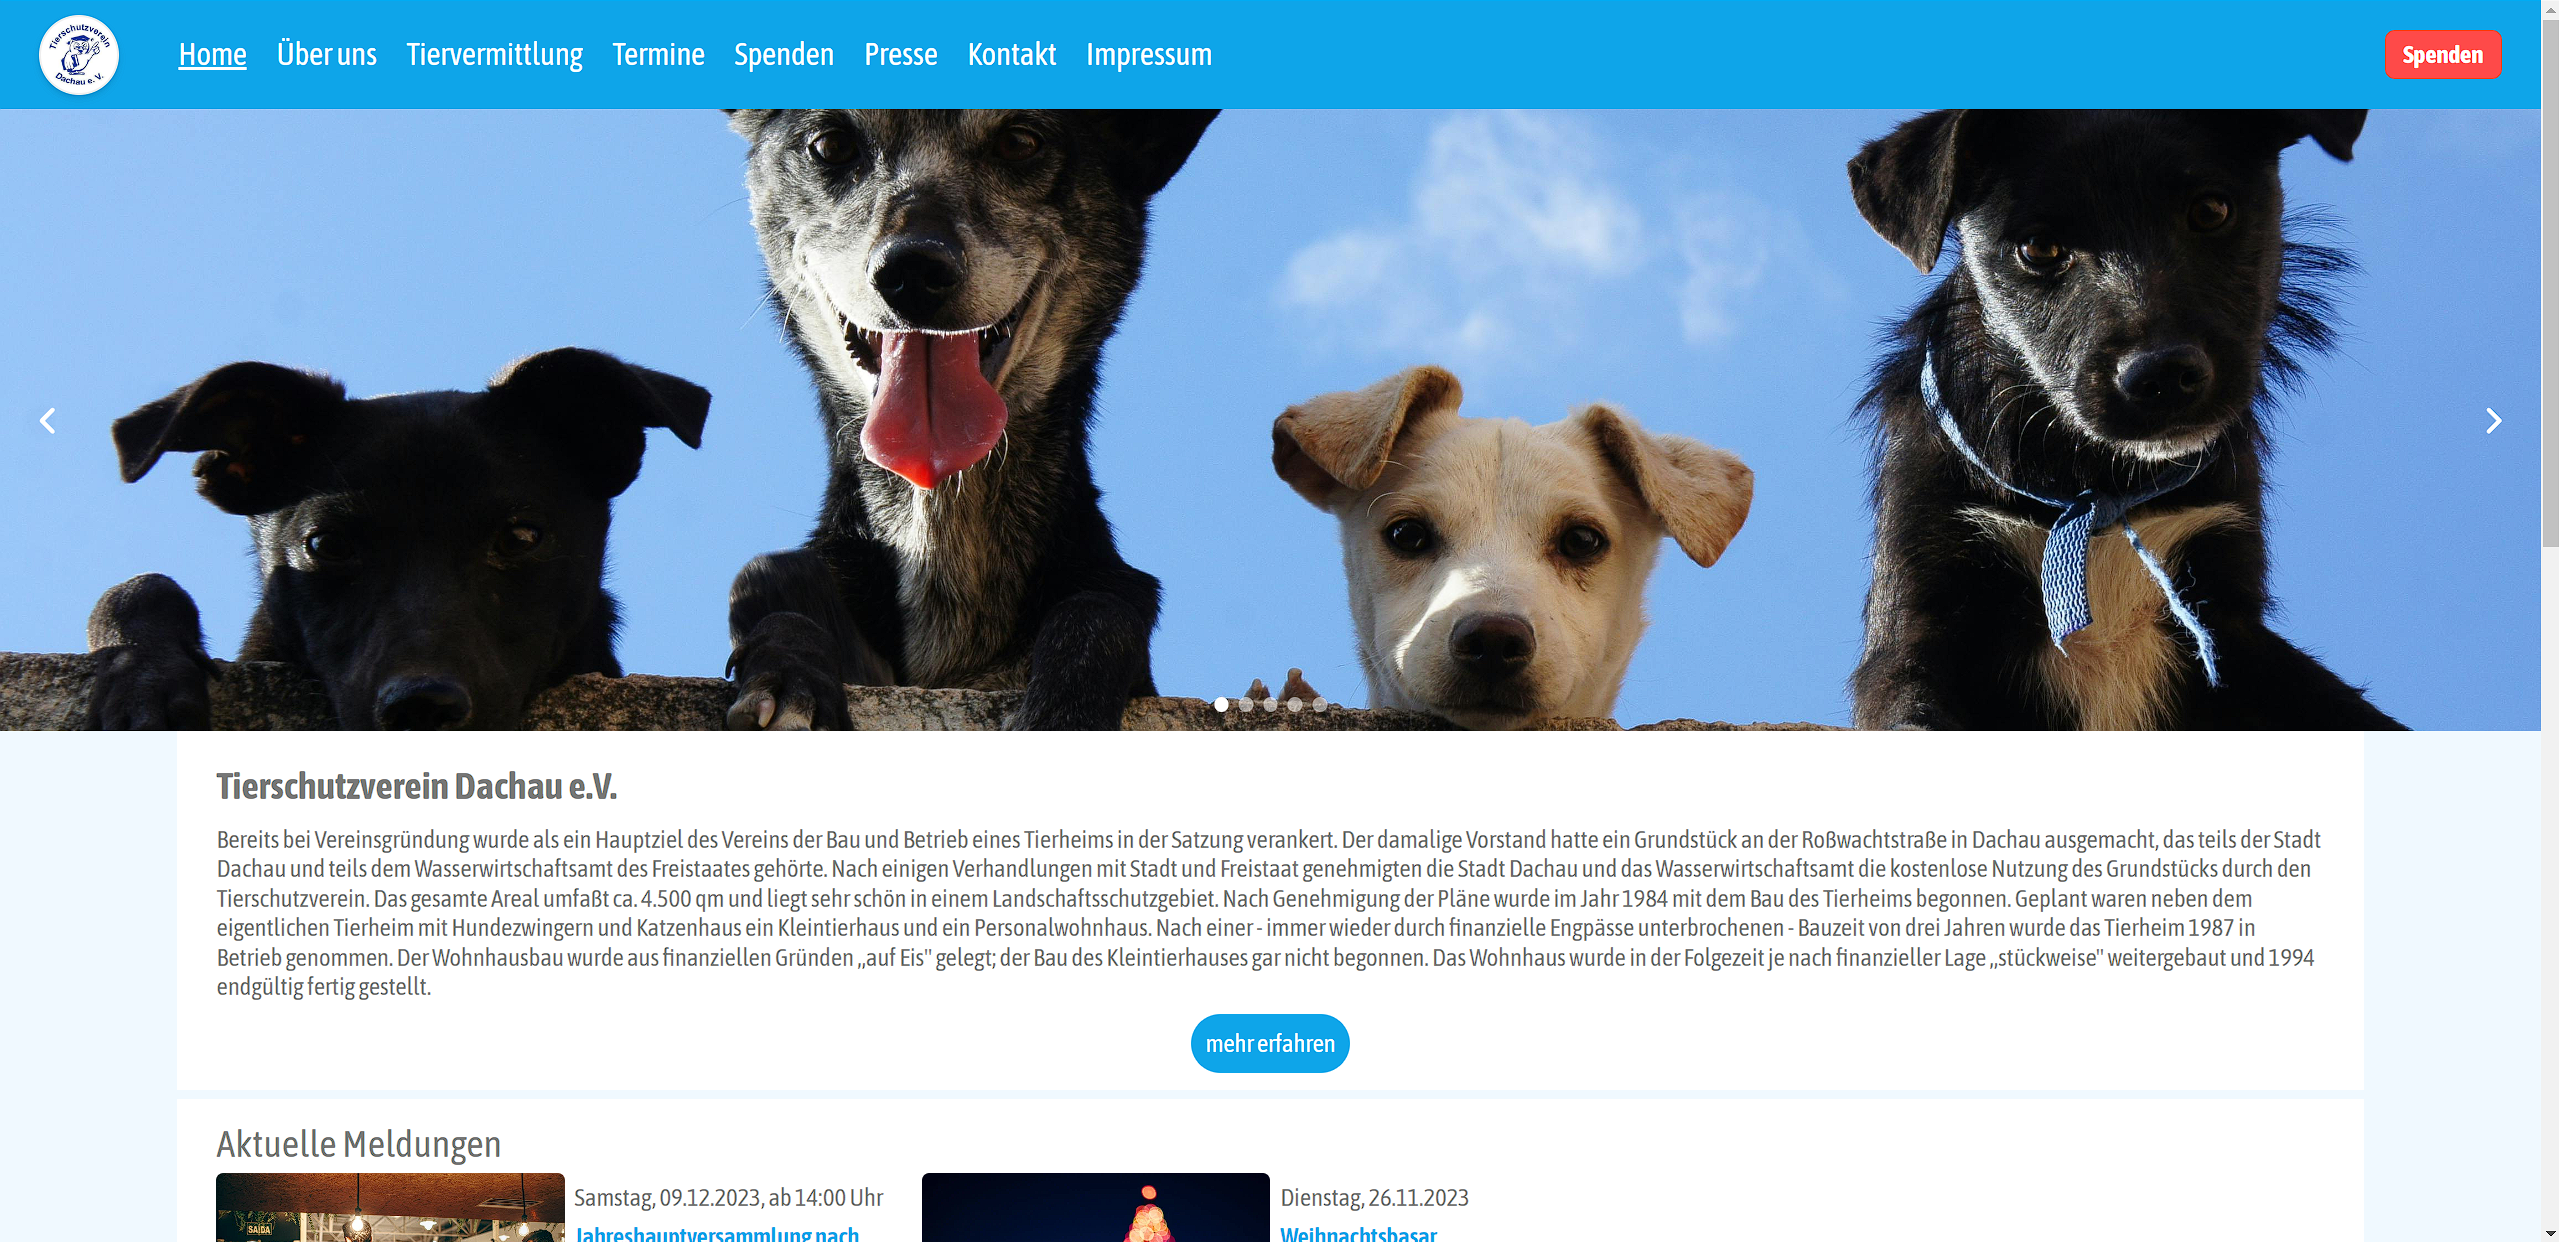 Tierschutzverein
Dachau e. V.
Home Über uns Tiervermittlung Termine Spenden Presse Kontakt Impressum
Spenden
Tierschutzverein Dachau e.V.
Bereits bei Vereinsgründung wurde als ein Hauptziel des Vereins der Bau und Betrieb eines Tierheims in der Satzung verankert. Der damalige Vorstand hatte ein Grundstück an der Roßwachtstraße in Dachau ausgemacht, das teils der Stadt
Dachau und teils dem Wasserwirtschaftsamt des Freistaates gehörte. Nach einigen Verhandlungen mit Stadt und Freistaat genehmigten die Stadt Dachau und das Wasserwirtschaftsamt die kostenlose Nutzung des Grundstücks durch den
Tierschutzverein. Das gesamte Areal umfaßt ca. 4.500 qm und liegt sehr schön in einem Landschaftsschutzgebiet. Nach Genehmigung der Pläne wurde im Jahr 1984 mit dem Bau des Tierheims begonnen. Geplant waren neben dem
eigentlichen Tierheim mit Hundezwingern und Katzenhaus ein Kleintierhaus und ein Personalwohnhaus. Nach einer - immer wieder durch finanzielle Engpässe unterbrochenen - Bauzeit von drei Jahren wurde das Tierheim 1987 in
Betrieb genommen. Der Wohnhausbau wurde aus finanziellen Gründen ,,auf Eis" gelegt; der Bau des Kleintierhauses gar nicht begonnen. Das Wohnhaus wurde in der Folgezeit je nach finanzieller Lage ,,stückweise" weitergebaut und 1994
endgültig fertig gestellt.
mehr erfahren
Aktuelle Meldungen
SAIDA
Samstag, 09.12.2023, ab 14:00 Uhr
Jahreshauptversammlung nach
Dienstag, 26.11.2023
Weihnachtsbasar